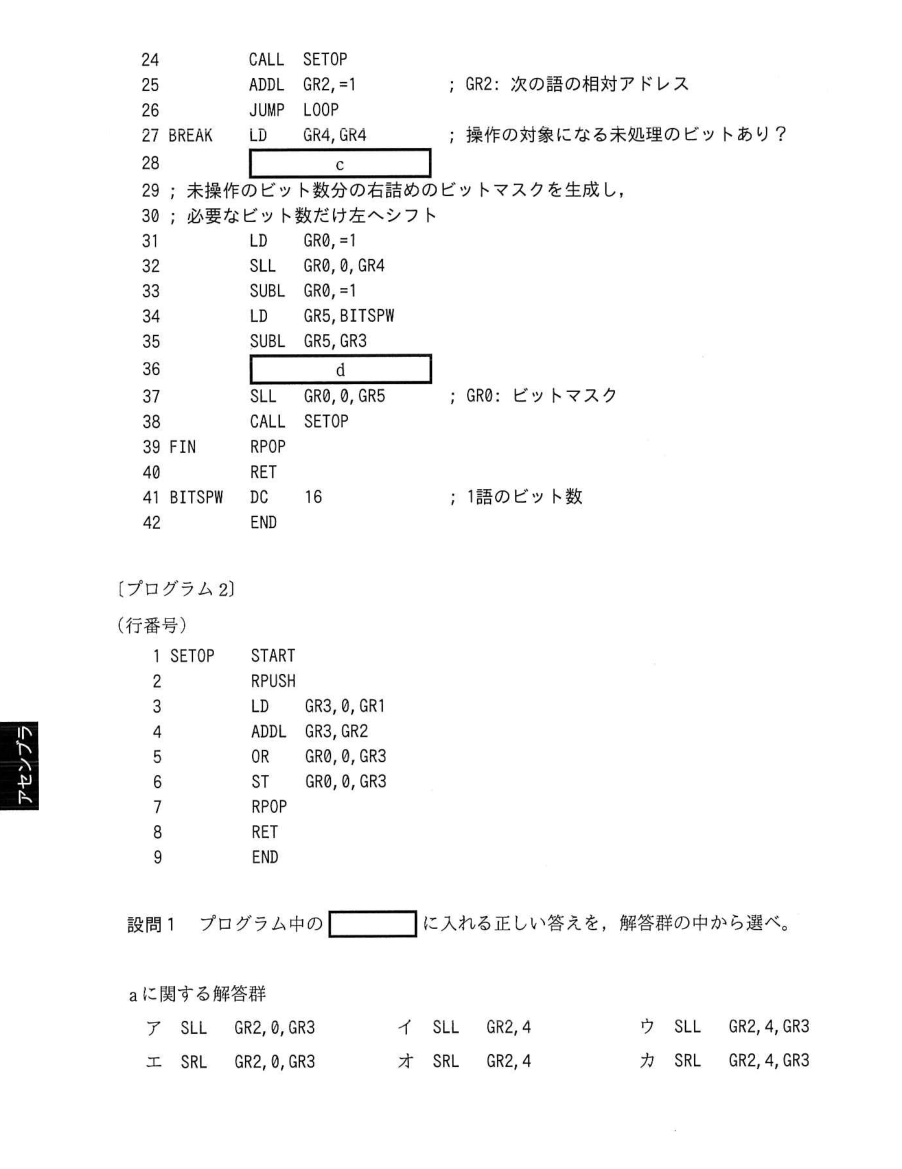 24 CALL SETOP
25 ADDL GR2,=1 ; GR2: 次の語の相対アドレス
26 JUMP LOOP
27 BREAK LD GR4,GR4 ; 操作の対象になる未処理のビットあり?
28 c
29 ; 未操作のビット数分の右詰めのビットマスクを生成し,
30 ; 必要なビット数だけ左へシフト
31 LD GR0,=1
32 SLL GR0,0,GR4
33 SUBL GR0,=1
34 LD GR5,BITSPW
35 SUBL GR5,GR3
36 d
37 SLL GR0,0,GR5 ; GR0: ビットマスク
38 CALL SETOP
39 FIN RPOP
40 RET
41 BITSPW DC 16 ; 1語のビット数
42 END
〔プログラム2〕
(行番号)
1 SETOP START
2 RPUSH
3 LD GR3,0,GR1
4 ADDL GR3,GR2
5 OR GR0,0,GR3
6 ST GR0,0,GR3
7 RPOP
8 RET
9 END
アセンブラ
設問1 プログラム中の に入れる正しい答えを,解答群の中から選べ。
aに関する解答群
ア SLL GR2,0,GR3 イ SLL GR2,4 ウ SLL GR2,4,GR3
エ SRL GR2,0,GR3 オ SRL GR2,4 カ SRL GR2,4,GR3